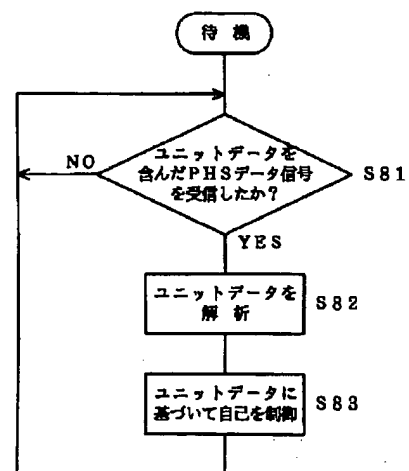 待機
ユニットデータを
含んだPHSデータ信号
を受信したか?
S81
NO
YES
ユニットデータを
解析
S82
ユニットデータに
基づいて自己を制御
S83